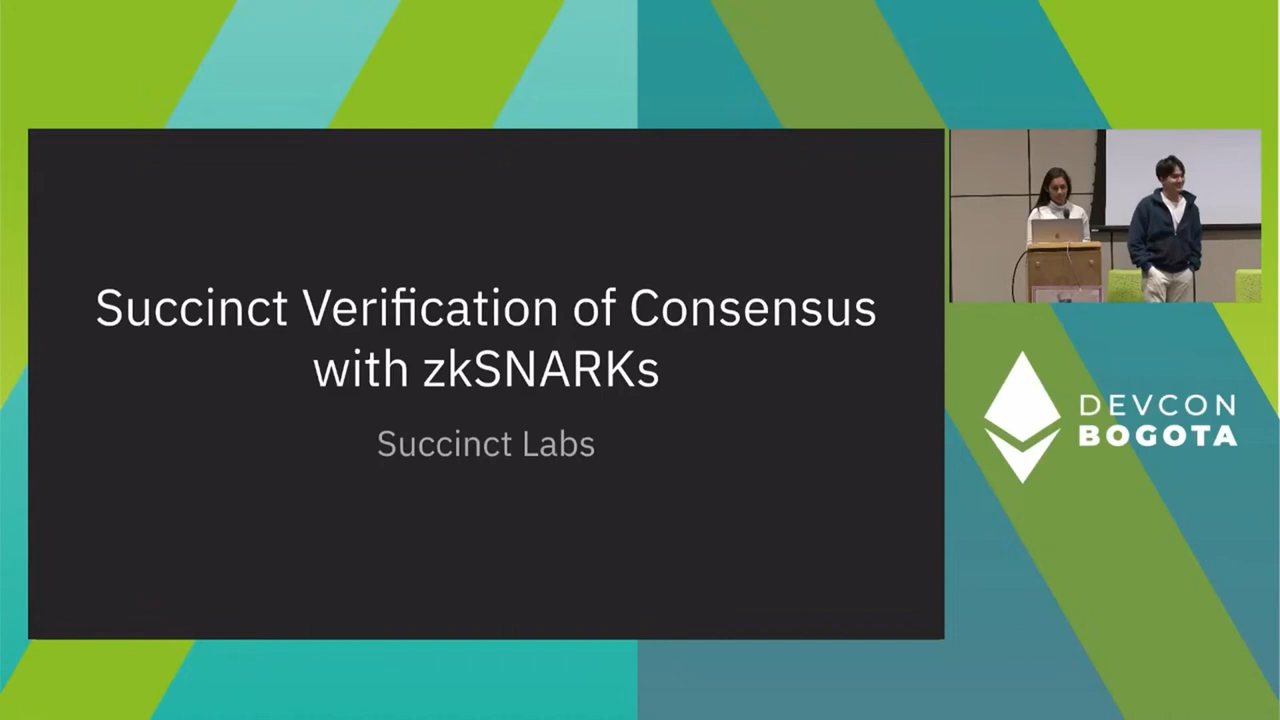 Succinct Verification of Consensus
with zkSNARKs
Succinct Labs
DEVCON
BOGOTA